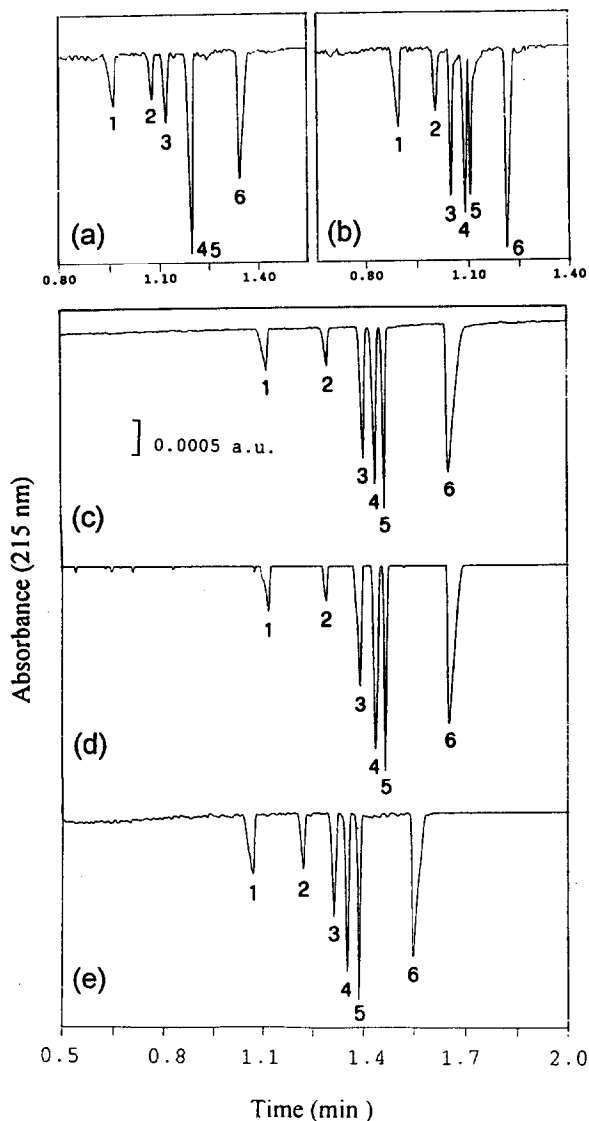 1 2 3 45 6
(a)
0.80 1.10 1.40
1 2 3 4 5 6
(b)
0.80 1.10 1.40
1 2 3 4 5 6
] 0.0005 a.u.
(c)
1 2 3 4 5 6
(d)
1 2 3 4 5 6
(e)
0.5 0.8 1.1 1.4 1.7 2.0
Time (min )
Absorbance (215 nm)